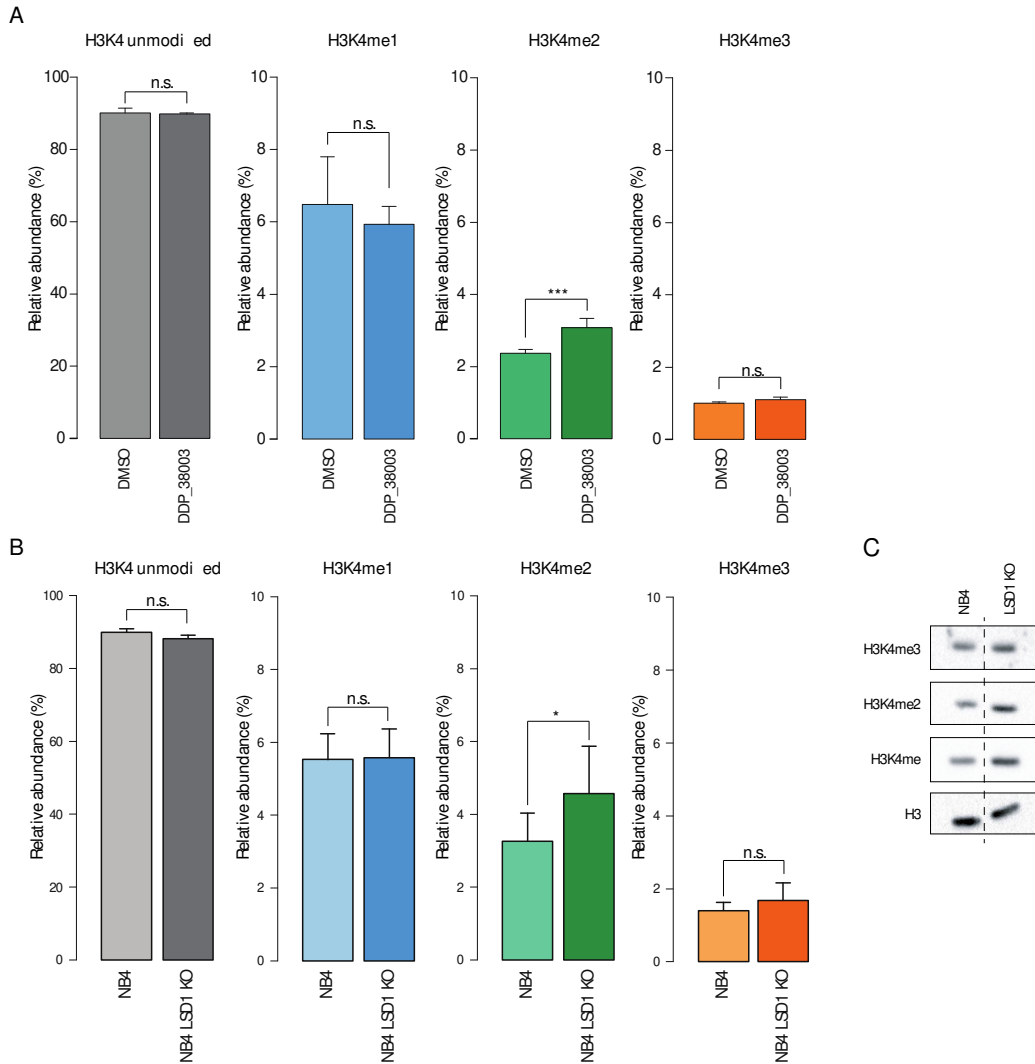 A
H3K4 unmodi ed
H3K4me1
H3K4me2
H3K4me3
Relative abundance (%)
100
80
60
40
20
0
n.s.
DMSO
DDP_38003
Relative abundance (%)
10
8
6
4
2
0
n.s.
DMSO
DDP_38003
Relative abundance (%)
10
8
6
4
2
0
***
DMSO
DDP_38003
Relative abundance (%)
10
8
6
4
2
0
n.s.
DMSO
DDP_38003
B
H3K4 unmodi ed
H3K4me1
H3K4me2
H3K4me3
Relative abundance (%)
100
80
60
40
20
0
n.s.
NB4
NB4 LSD1 KO
Relative abundance (%)
10
8
6
4
2
0
n.s.
NB4
NB4 LSD1 KO
Relative abundance (%)
10
8
6
4
2
0
*
NB4
NB4 LSD1 KO
Relative abundance (%)
10
8
6
4
2
0
n.s.
NB4
NB4 LSD1 KO
C
NB4
LSD1 KO
H3K4me3
H3K4me2
H3K4me
H3